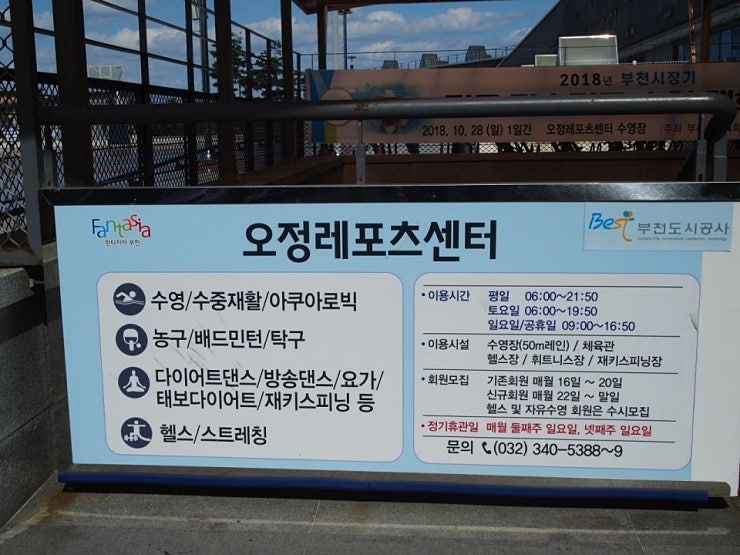 2018년 부천시장기
2018. 10. 28 (일) 1일간 오정레포츠센터 수영장
Fantasia
판타지아 부천
오정레포츠센터
Best 부천도시공사
수영/수중재활/아쿠아로빅
농구/배드민턴/탁구
다이어트댄스/방송댄스/요가/
태보다이어트/재키스피닝 등
헬스/스트레칭
• 이용시간 평일 06:00~21:50
토요일 06:00~19:50
일요일/공휴일 09:00~16:50
• 이용시설 수영장(50m레인) / 체육관
헬스장 / 휘트니스장 / 재키스피닝장
• 회원모집 기존회원 매월 16일 ~ 20일
신규회원 매월 22일 ~ 말일
헬스 및 자유수영 회원은 수시모집
• 정기휴관일 매월 둘째주 일요일, 넷째주 일요일
문의 (032) 340-5388~9